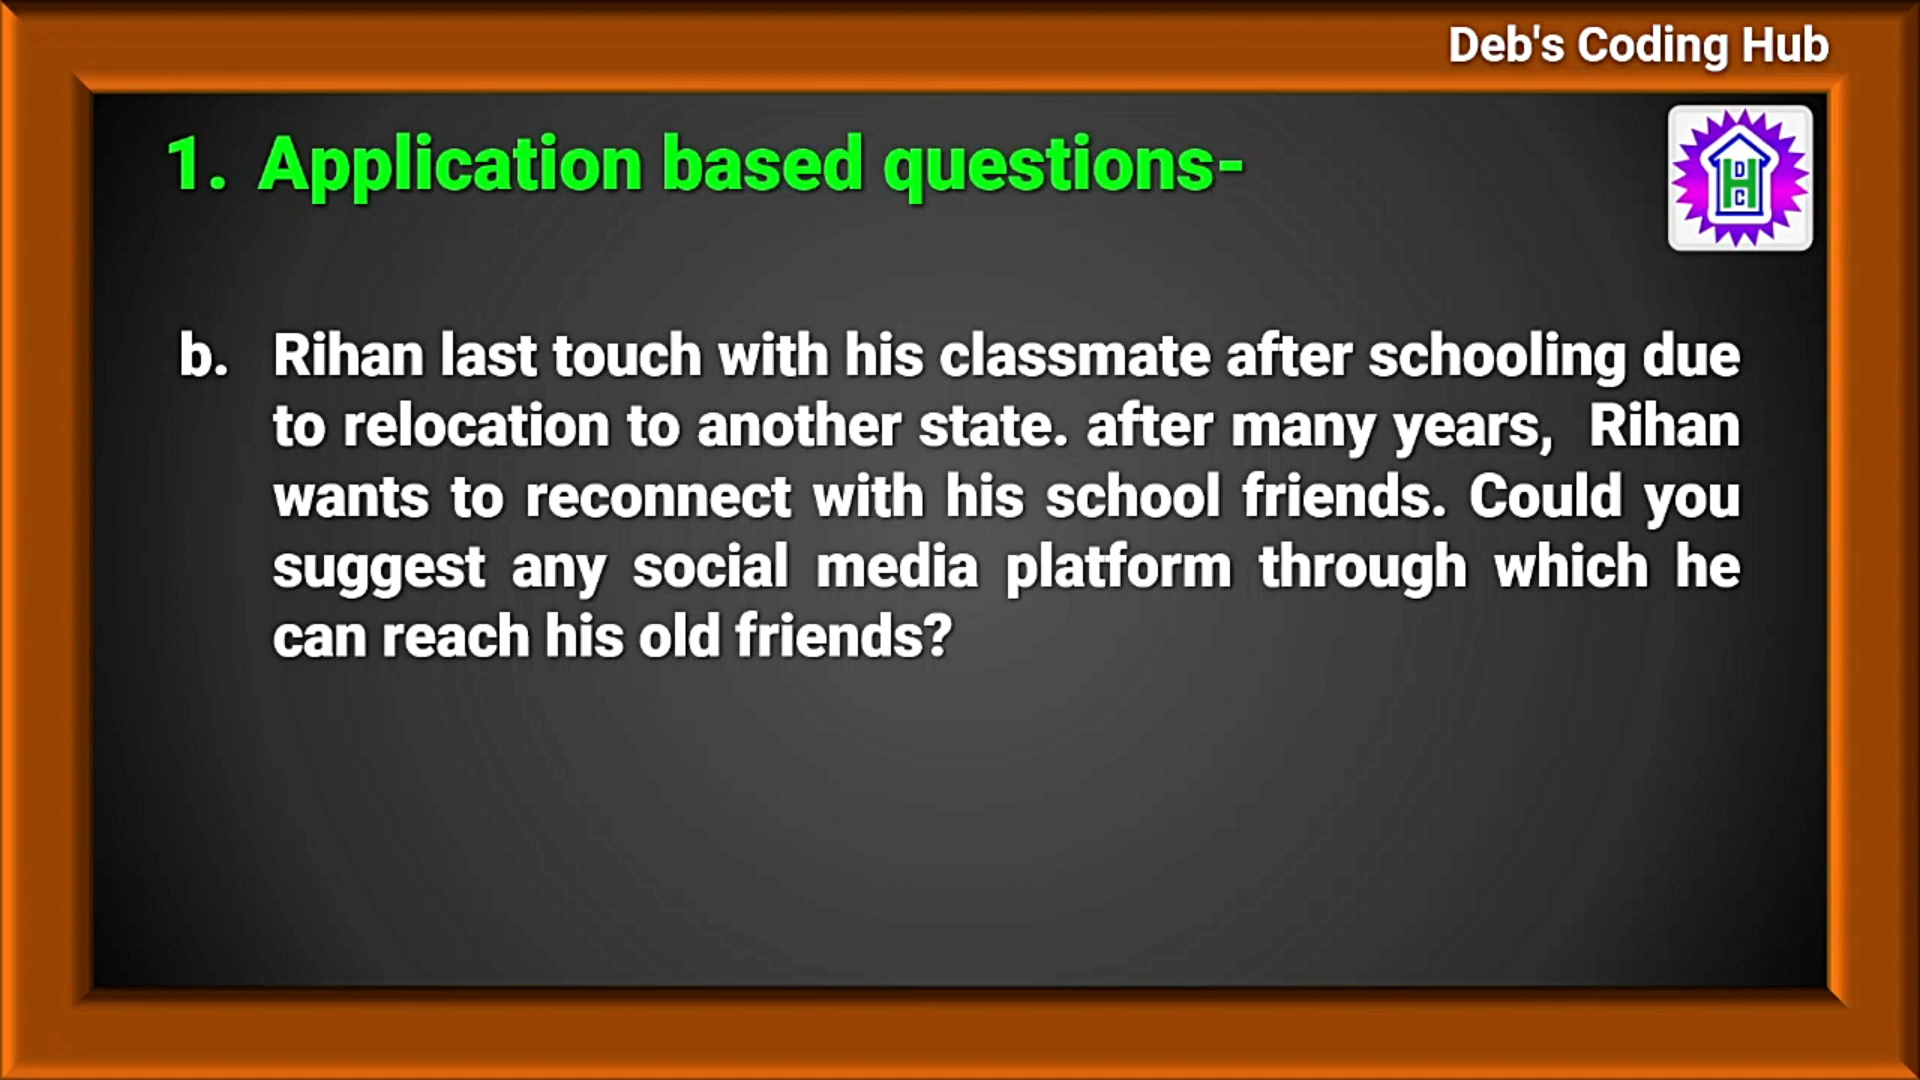 Deb's Coding Hub
1. Application based questions-
D
H
C
b. Rihan last touch with his classmate after schooling due
to relocation to another state. after many years, Rihan
wants to reconnect with his school friends. Could you
suggest any social media platform through which he
can reach his old friends?